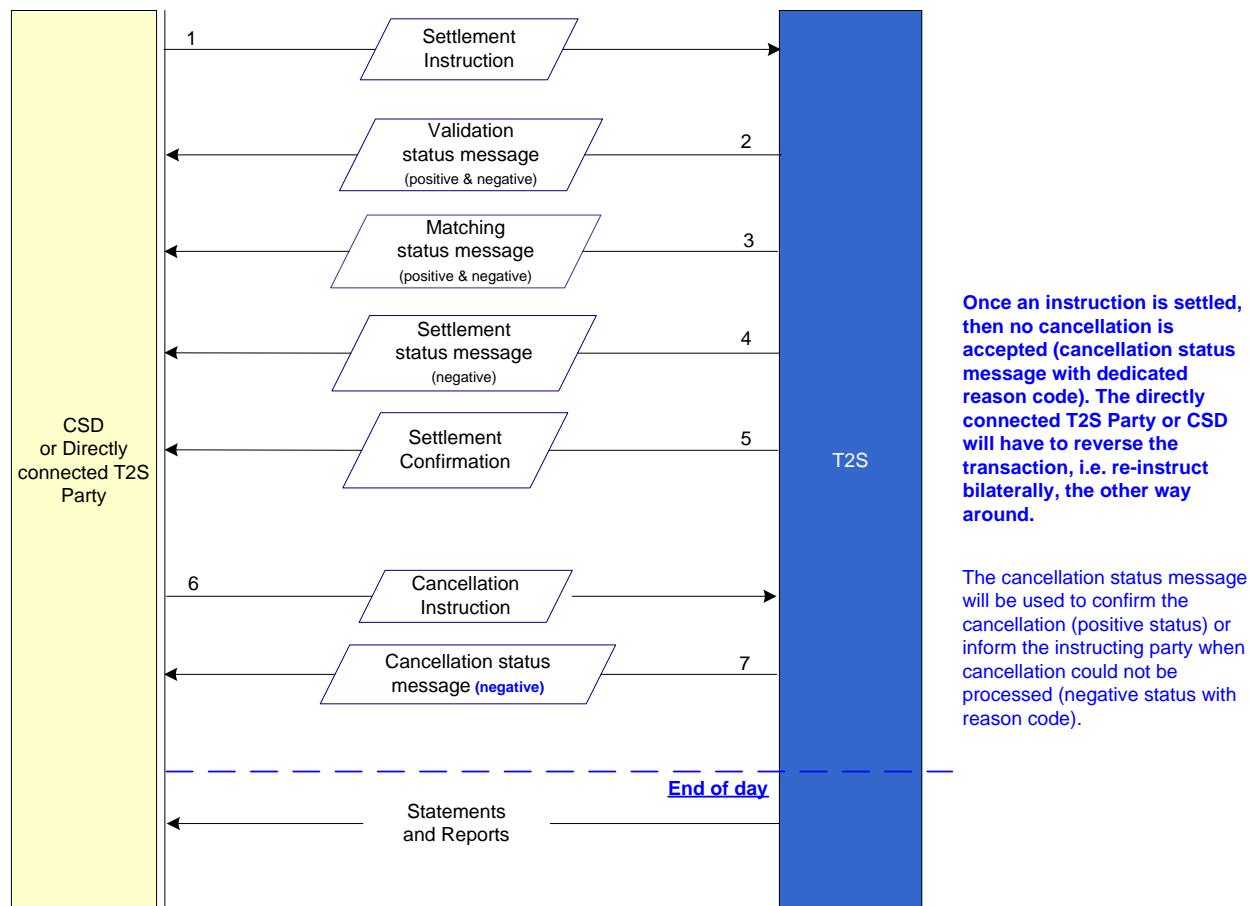 1
Settlement
Instruction
Validation
status message
(positive & negative)
2
Matching
status message
(positive & negative)
3
Settlement
status message
(negative)
4
Settlement
Confirmation
5
CSD
or Directly
connected T2S
Party
T2S
Once an instruction is settled,
then no cancellation is
accepted (cancellation status
message with dedicated
reason code). The directly
connected T2S Party or CSD
will have to reverse the
transaction, i.e. re-instruct
bilaterally, the other way
around.
6
Cancellation
Instruction
Cancellation status
message (negative)
7
The cancellation status message
will be used to confirm the
cancellation (positive status) or
inform the instructing party when
cancellation could not be
processed (negative status with
reason code).
End of day
Statements
and Reports